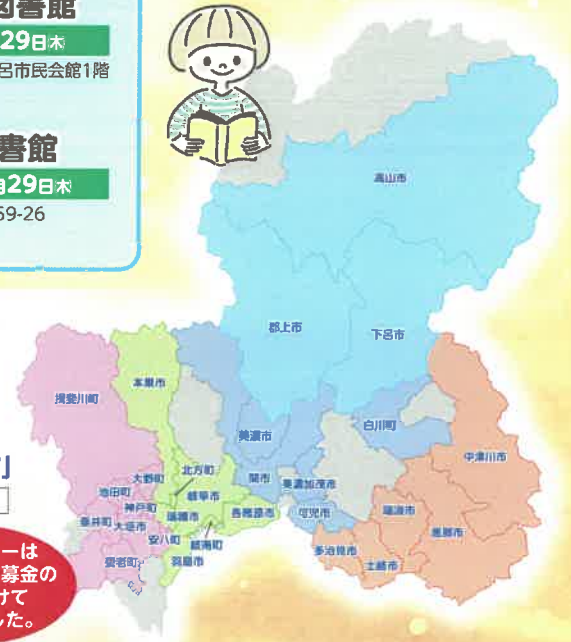 図書館
29日木
呂市民会館1階
書館
月29日木
59-26
高山市
郡上市
下呂市
揖斐川町
本巣市
美濃市
白川町
中津川市
大野町
北方町
関市
美濃加茂市
池田町
岐阜市
神戸町
瑞穂市
各務原市
可児市
瑞浪市
垂井町
大垣市
恵那市
安八町
岐南町
多治見市
養老町
羽島市
土岐市
ーは
募金の
けて
した。